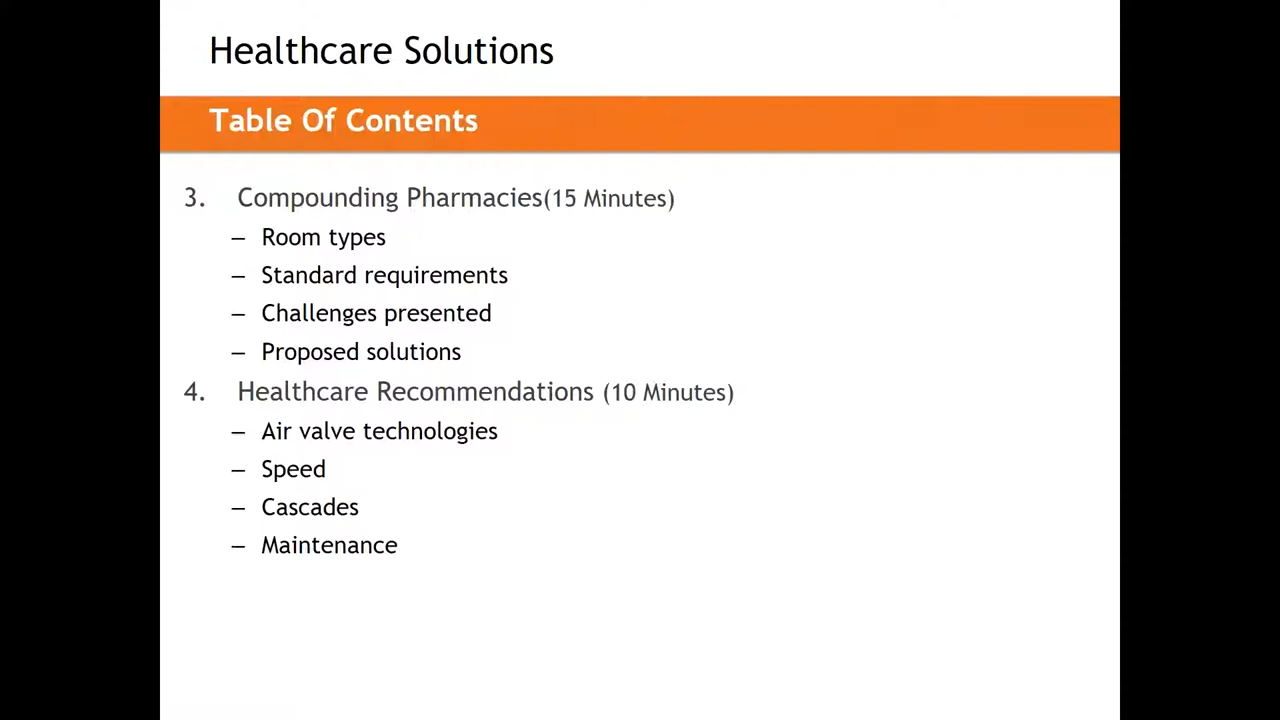 Healthcare Solutions
Table Of Contents
3. Compounding Pharmacies(15 Minutes)
– Room types
– Standard requirements
– Challenges presented
– Proposed solutions
4. Healthcare Recommendations (10 Minutes)
– Air valve technologies
– Speed
– Cascades
– Maintenance